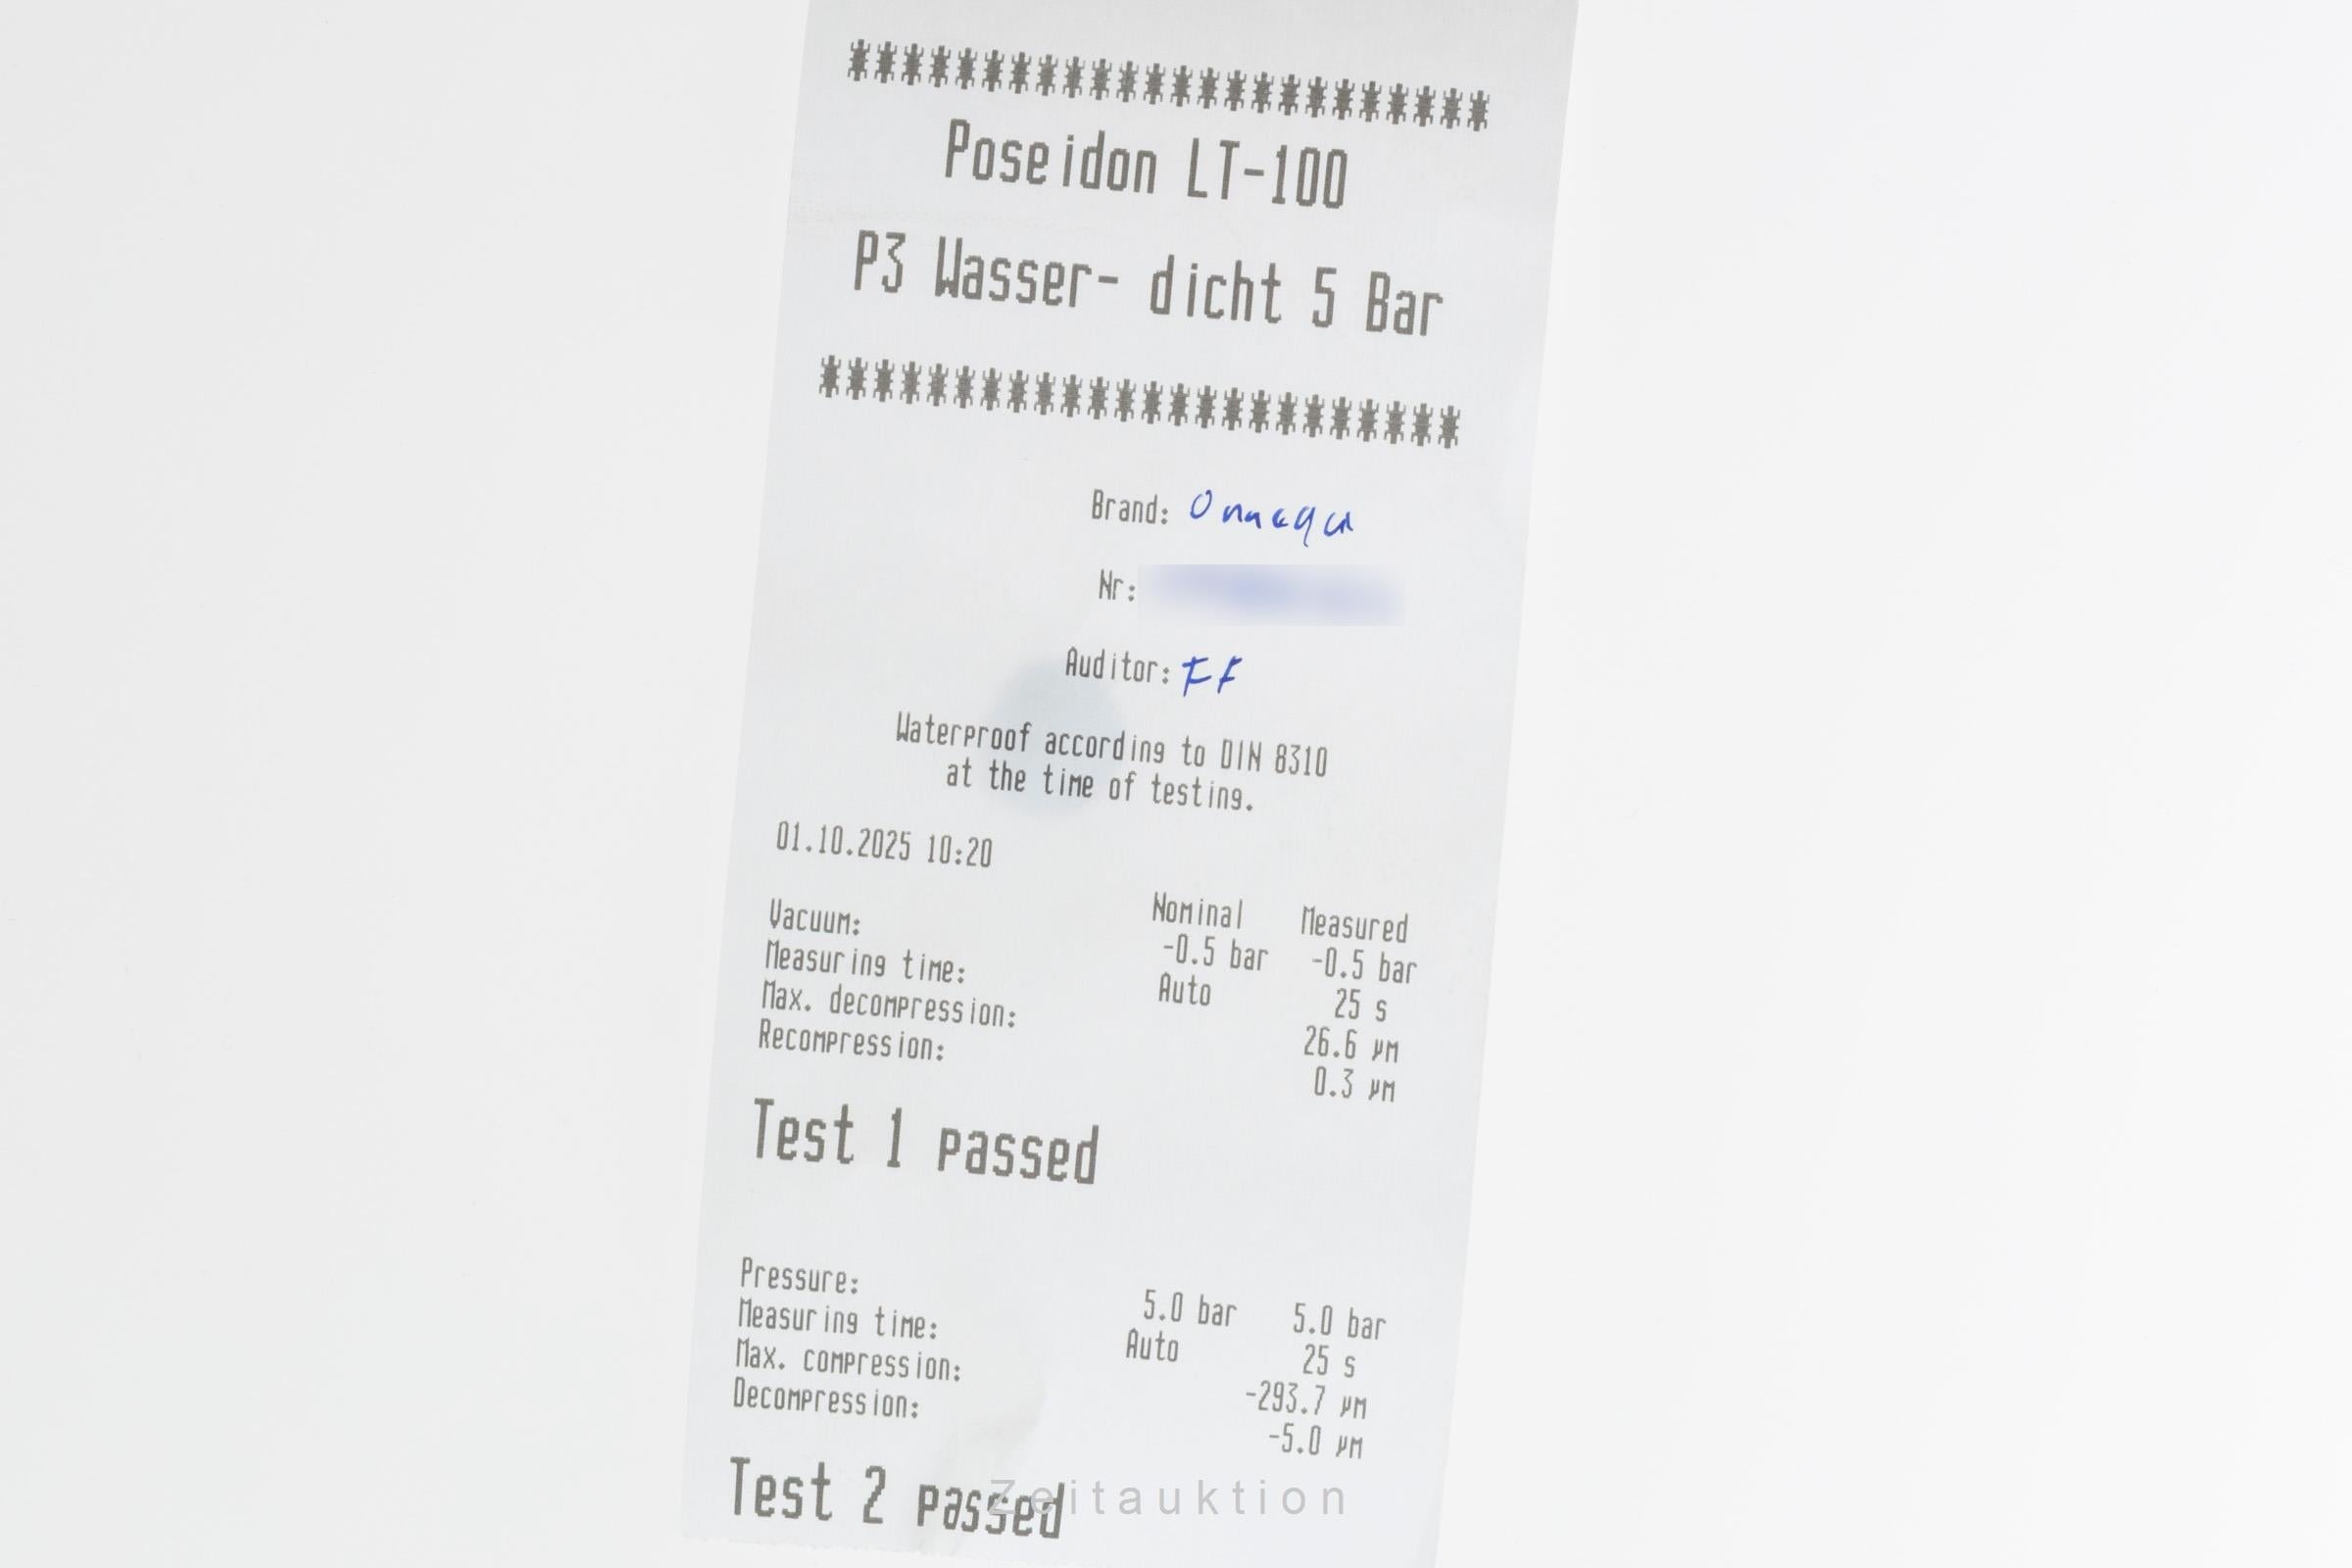 ************************
Poseidon LT-100
P3 Wasser- dicht 5 Bar
************************
Brand: Omega
Nr:
Auditor: FF
Waterproof according to DIN 8310
at the time of testing.
01.10.2025 10:20
Nominal Measured
Vacuum: -0.5 bar -0.5 bar
Measuring time: Auto 25 s
Max. decompression: 26.6 µm
Recompression: 0.3 µm
Test 1 passed
Pressure: 5.0 bar 5.0 bar
Measuring time: Auto 25 s
Max. compression: -293.7 µm
Decompression: -5.0 µm
Test 2 passed
Zeitauktion